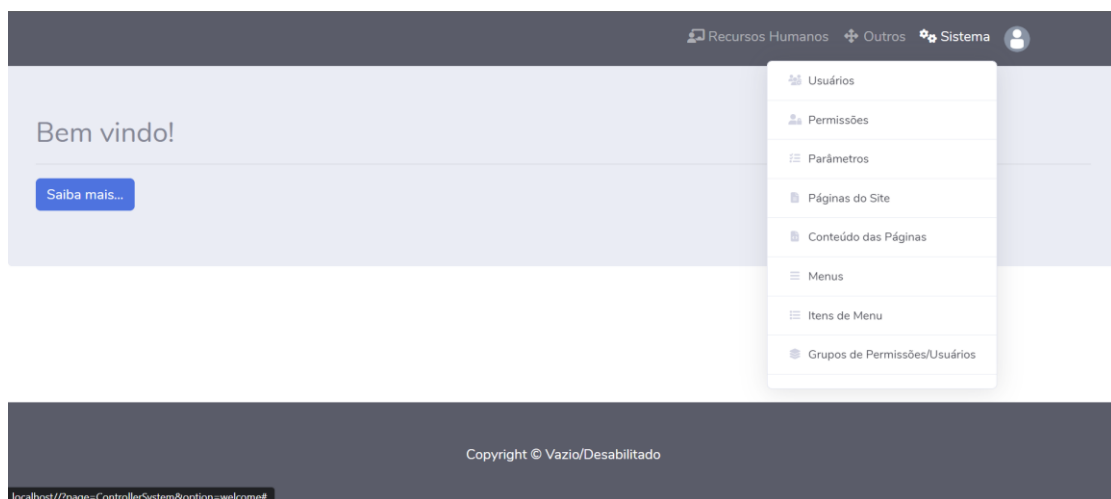 Recursos Humanos Outros Sistema
Usuários
Permissões
Parâmetros
Páginas do Site
Conteúdo das Páginas
Menus
Itens de Menu
Grupos de Permissões/Usuários
Bem vindo!
Saiba mais...
Copyright © Vazio/Desabilitado
localhost//?page=ControllerSystem&option=welcome#